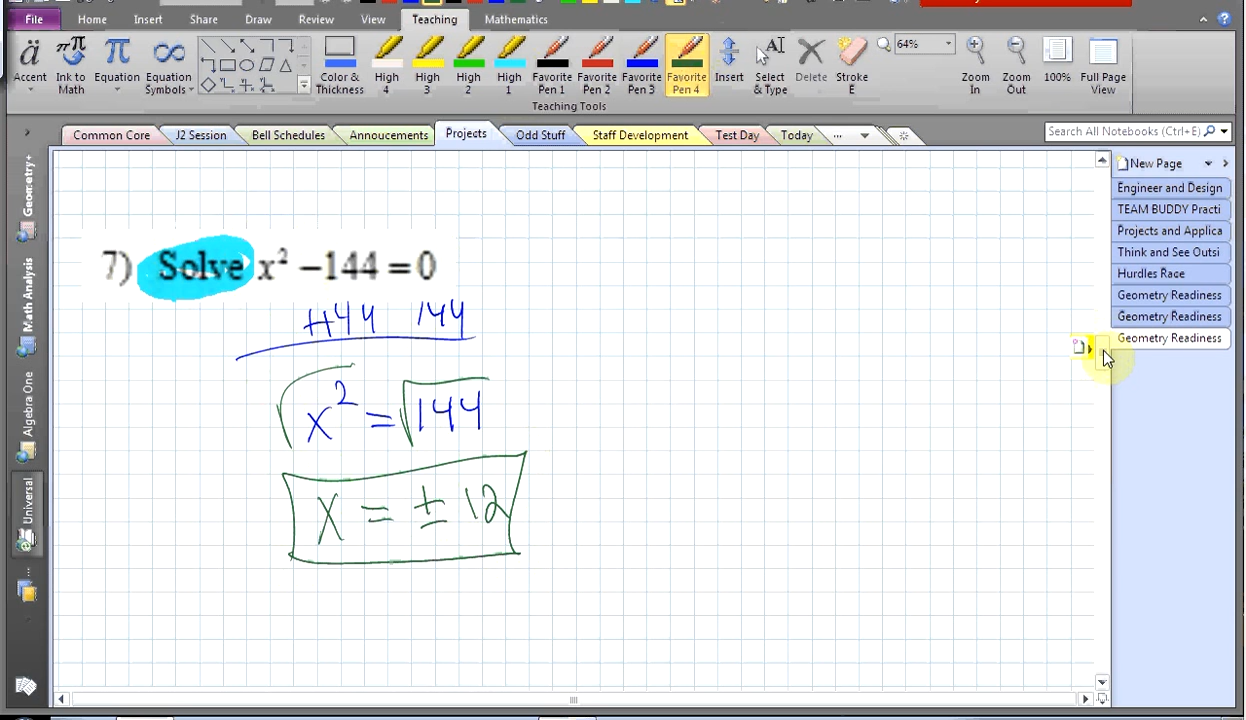 File Home Insert Share Draw Review View Teaching Mathematics
ä πππ π ∞ AI 64%
Accent Ink to Math Equation Equation Symbols Color & Thickness High 4 High 3 High 2 High 1 Favorite Pen 1 Favorite Pen 2 Favorite Pen 3 Favorite Pen 4 Insert Select & Type Delete Stroke E Zoom In Zoom Out 100% Full Page View
Teaching Tools
Common Core J2 Session Bell Schedules Annoucements Projects Odd Stuff Staff Development Test Day Today ... Search All Notebooks (Ctrl+E)
Geometry+
Math Analysis
Algebra One
Universal
7) Solve x² −144 = 0
+144 144
x² = √144
X = ± 12
New Page
Engineer and Design
TEAM BUDDY Practi
Projects and Applica
Think and See Outsi
Hurdles Race
Geometry Readiness
Geometry Readiness
Geometry Readiness